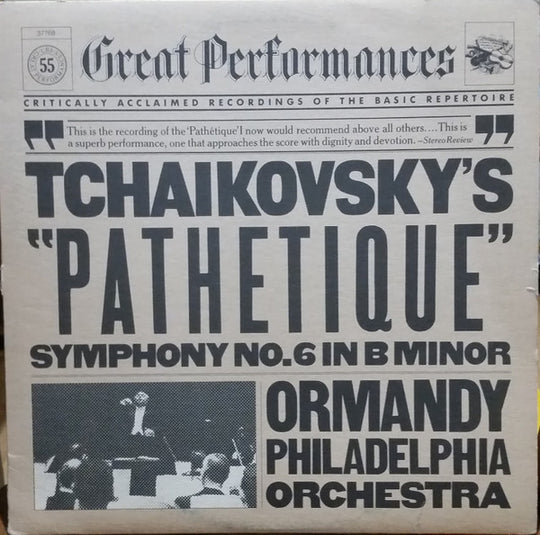 37768
55
Great Performances
CRITICALLY ACCLAIMED RECORDINGS OF THE BASIC REPERTOIRE
This is the recording of the ‘Pathétique’ I now would recommend above all others....This is
a superb performance, one that approaches the score with dignity and devotion. –Stereo Review
TCHAIKOVSKY'S
“PATHETIQUE”
SYMPHONY NO. 6 IN B MINOR
ORMANDY
PHILADELPHIA
ORCHESTRA